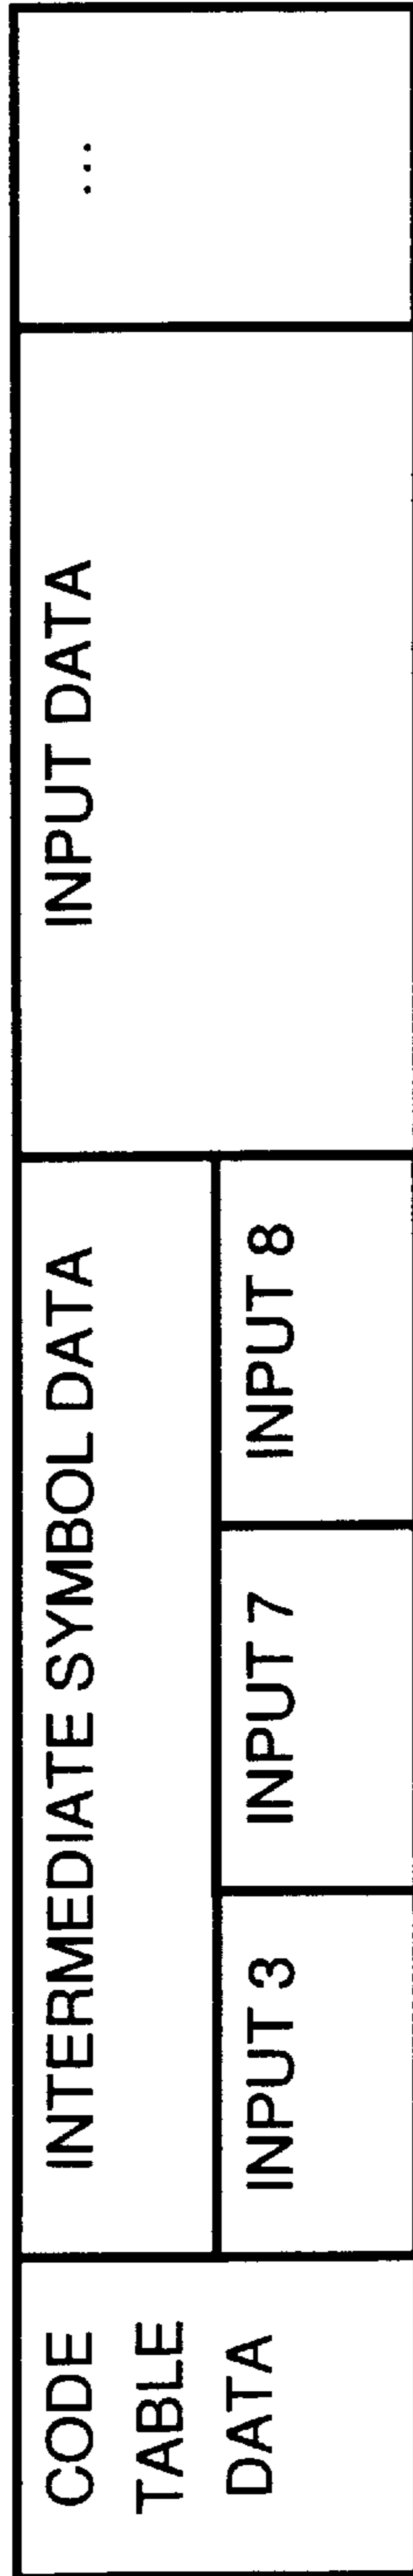 CODE
TABLE
DATA
INTERMEDIATE SYMBOL DATA
INPUT 3
INPUT 7
INPUT 8
INPUT DATA
...